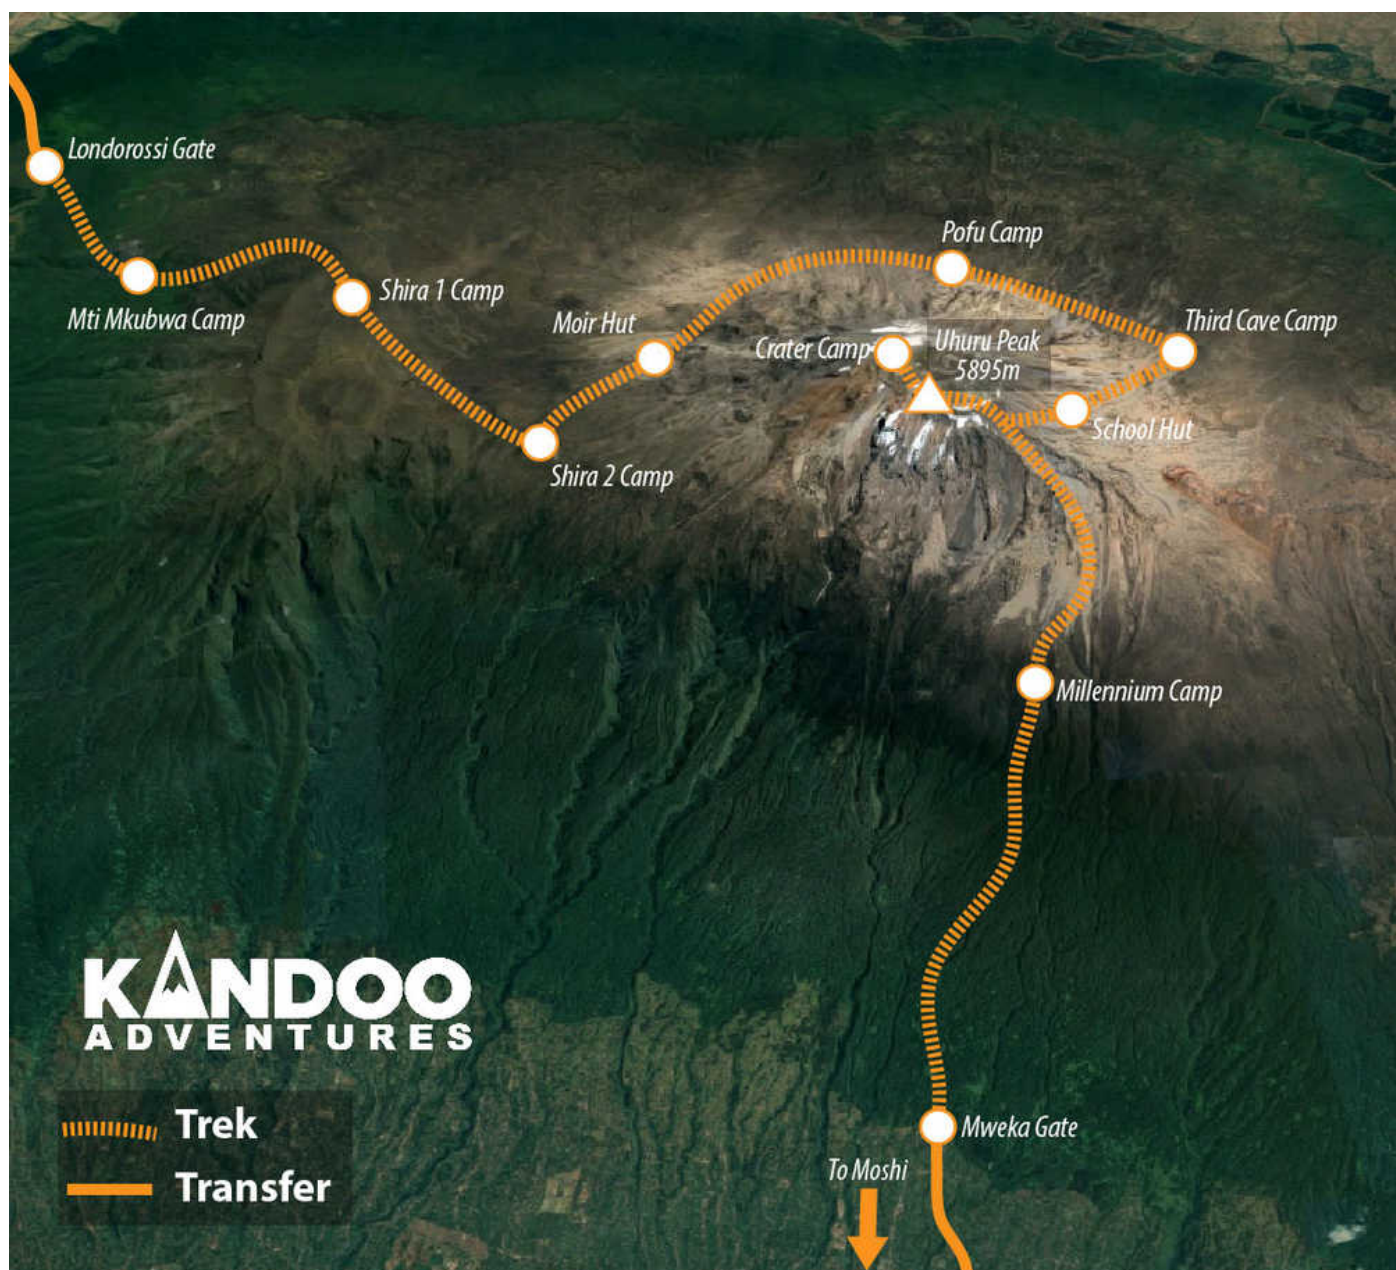 Londorossi Gate
Mti Mkubwa Camp
Shira 1 Camp
Shira 2 Camp
Moir Hut
Pofu Camp
Third Cave Camp
School Hut
Crater Camp
Uhuru Peak
5895m
Millennium Camp
Mweka Gate
To Moshi
KANDOO
ADVENTURES
Trek
Transfer